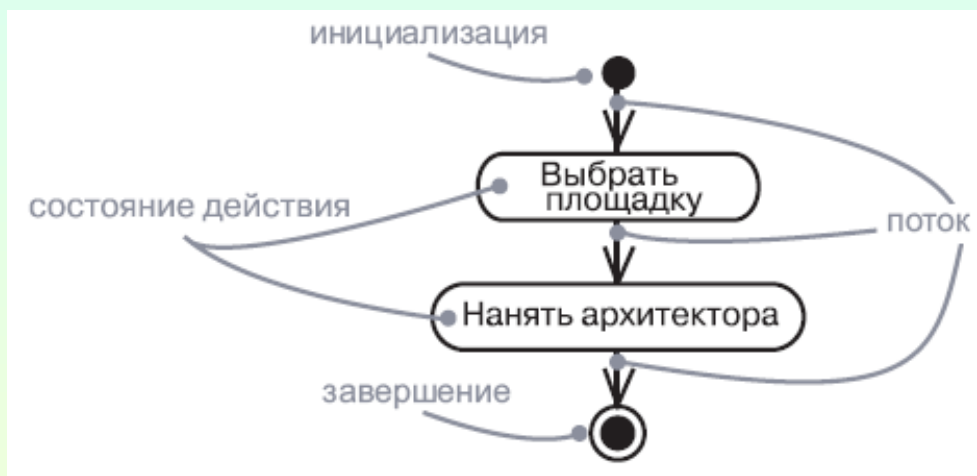 инициализация
Выбрать
площадку
состояние действия
поток
Нанять архитектора
завершение